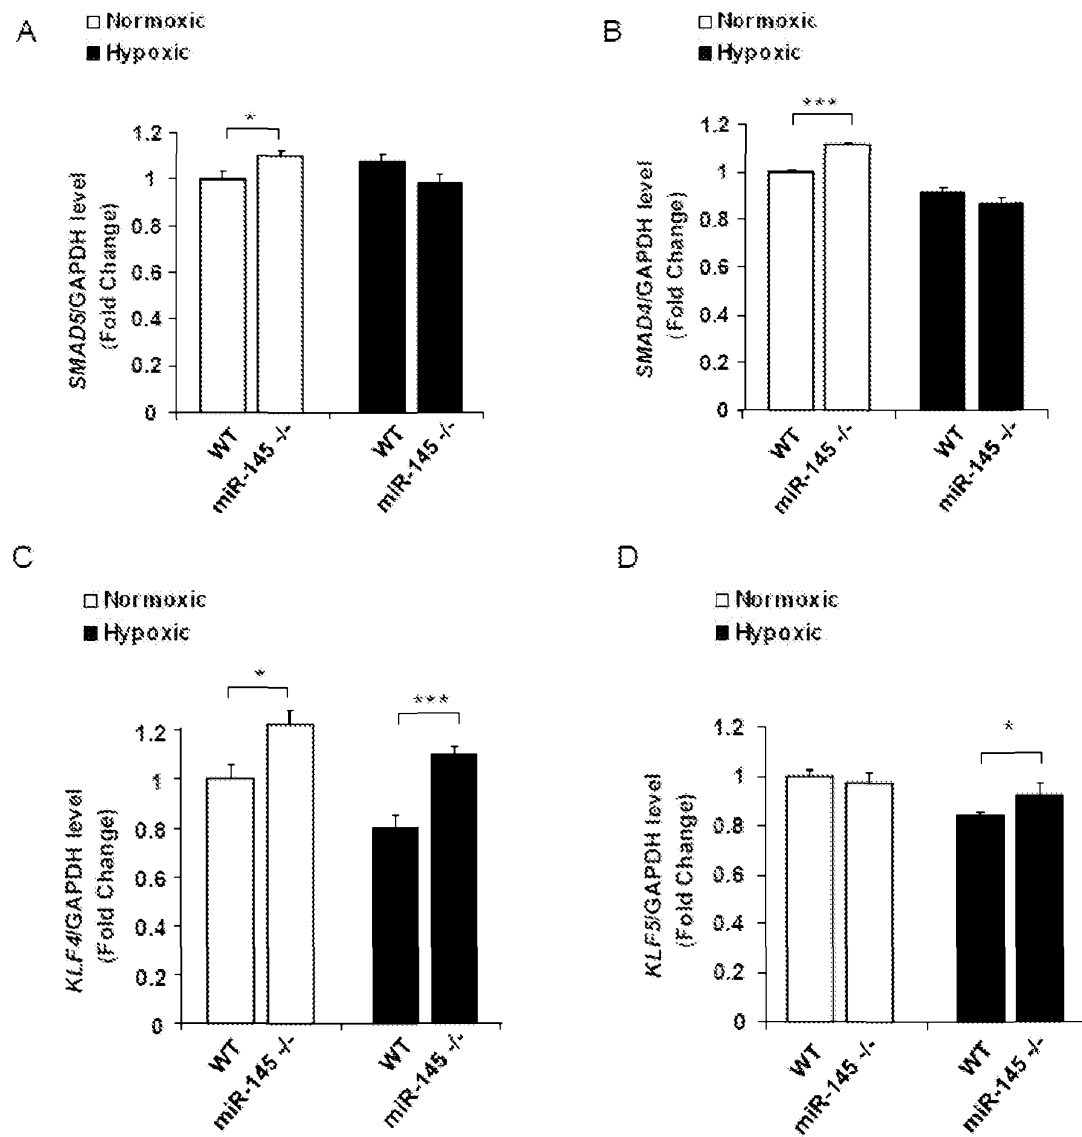 A
Normoxic
Hypoxic
*
1.2
1
0.8
0.6
0.4
0.2
0
SMAD5/GAPDH level
(Fold Change)
WT
miR-145 -/-
WT
miR-145 -/-
B
Normoxic
Hypoxic
***
1.2
1
0.8
0.6
0.4
0.2
0
SMAD4/GAPDH level
(Fold Change)
WT
miR-145 -/-
WT
miR-145 -/-
C
Normoxic
Hypoxic
*
***
1.2
1
0.8
0.6
0.4
0.2
0
KLF4/GAPDH level
(Fold Change)
WT
miR-145 -/-
WT
miR-145 -/-
D
Normoxic
Hypoxic
*
1.2
1
0.8
0.6
0.4
0.2
0
KLF5/GAPDH level
(Fold Change)
WT
miR-145 -/-
WT
miR-145 -/-